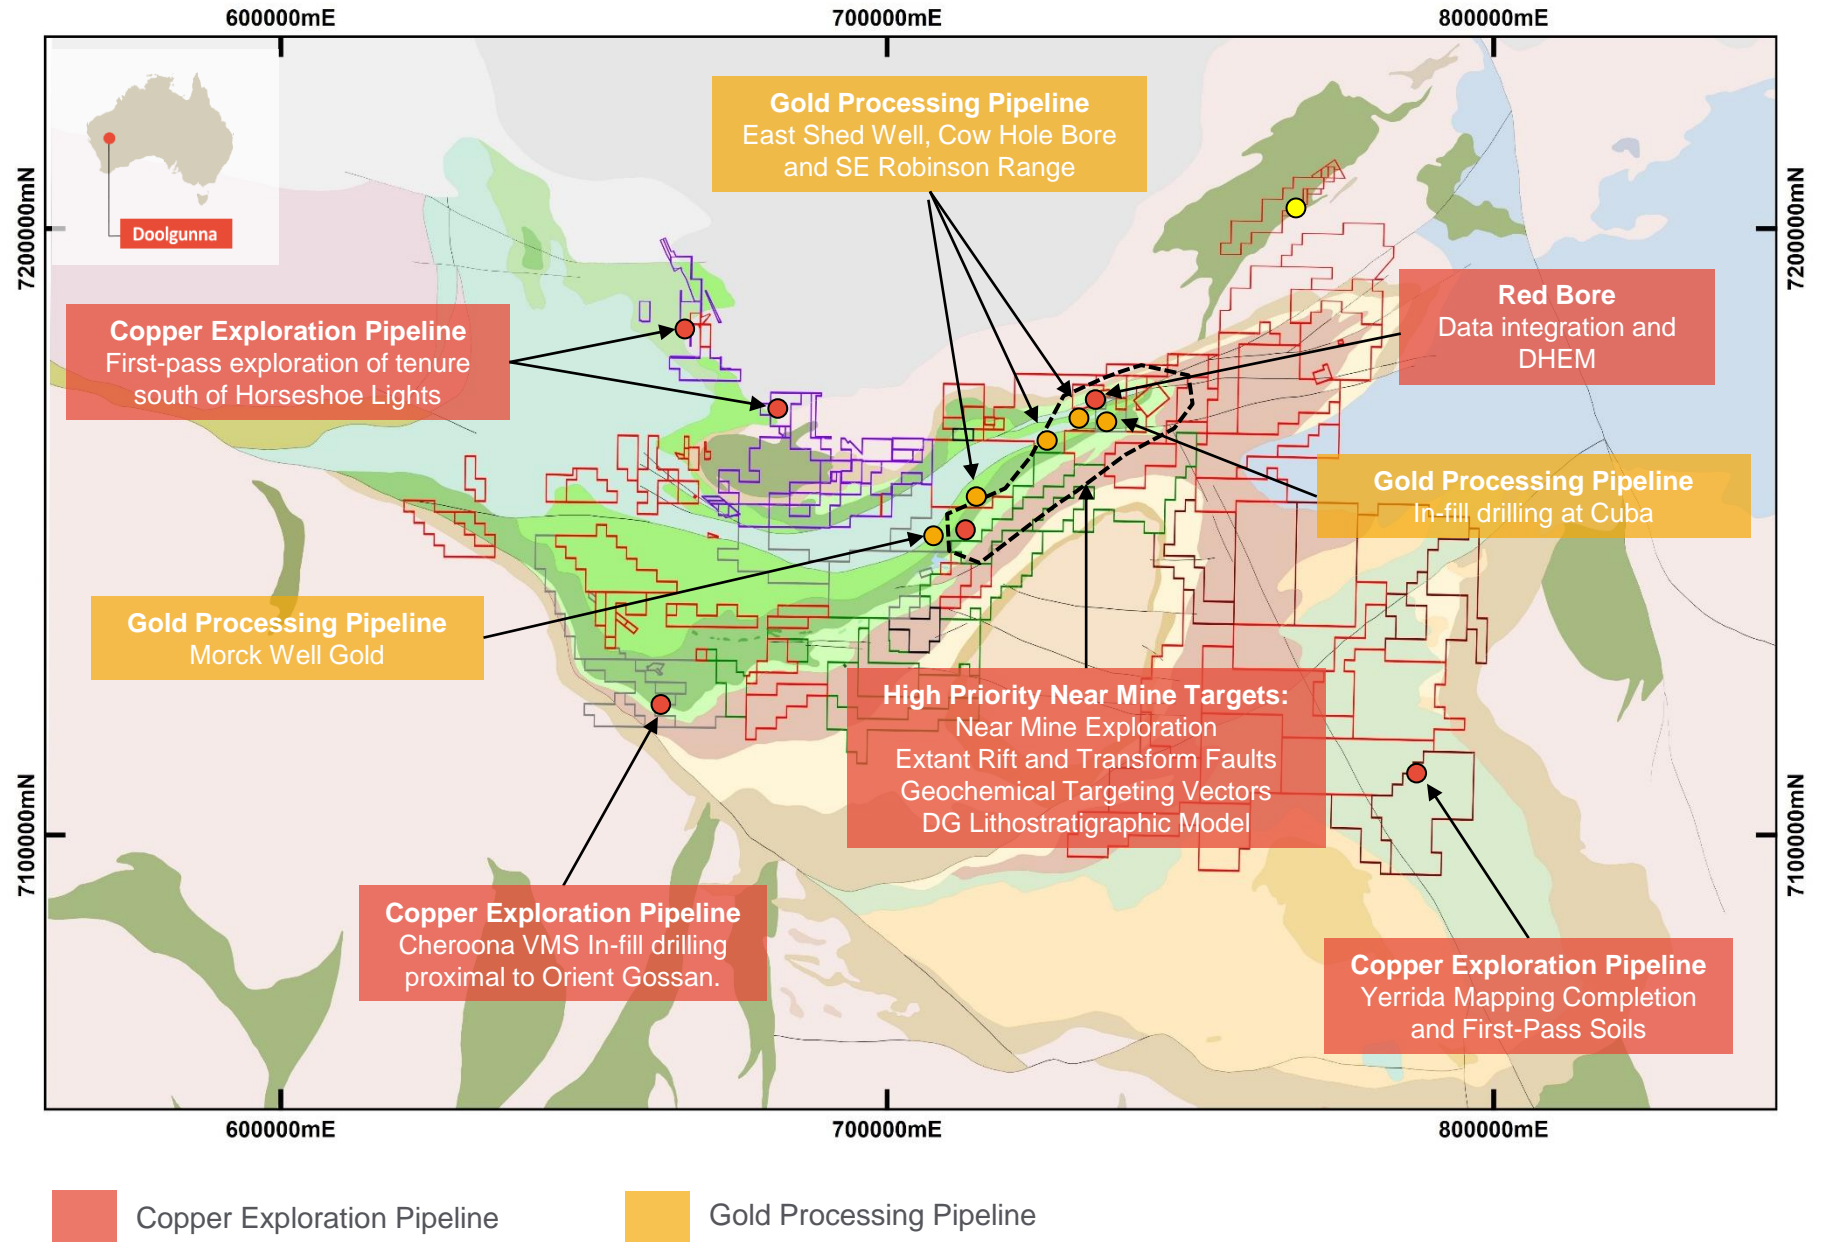 600000mE
700000mE
800000mE
7200000mN
7200000mN
Doolgunna
Gold Processing Pipeline
East Shed Well, Cow Hole Bore
and SE Robinson Range
Copper Exploration Pipeline
First-pass exploration of tenure
south of Horseshoe Lights
Red Bore
Data integration and
DHEM
Gold Processing Pipeline
In-fill drilling at Cuba
Gold Processing Pipeline
Morck Well Gold
High Priority Near Mine Targets:
Near Mine Exploration
Extant Rift and Transform Faults
Geochemical Targeting Vectors
DG Lithostratigraphic Model
7100000mN
7100000mN
Copper Exploration Pipeline
Cheroona VMS In-fill drilling
proximal to Orient Gossan.
Copper Exploration Pipeline
Yerrida Mapping Completion
and First-Pass Soils
600000mE
700000mE
800000mE
Copper Exploration Pipeline
Gold Processing Pipeline